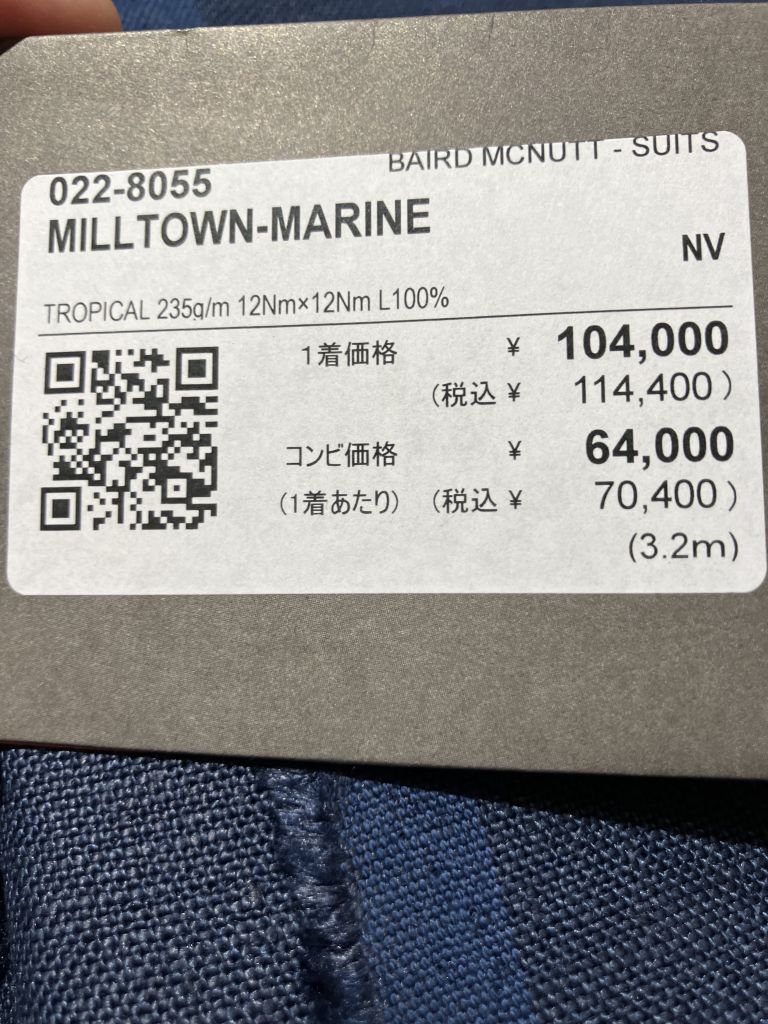 BAIRD MCNUTT - SUITS
022-8055
MILLTOWN-MARINE
NV
TROPICAL 235g/m 12Nm×12Nm L100%
1着価格 ¥ 104,000
(税込 ¥ 114,400)
コンビ価格 ¥ 64,000
(1着あたり) (税込 ¥ 70,400)
(3.2m)